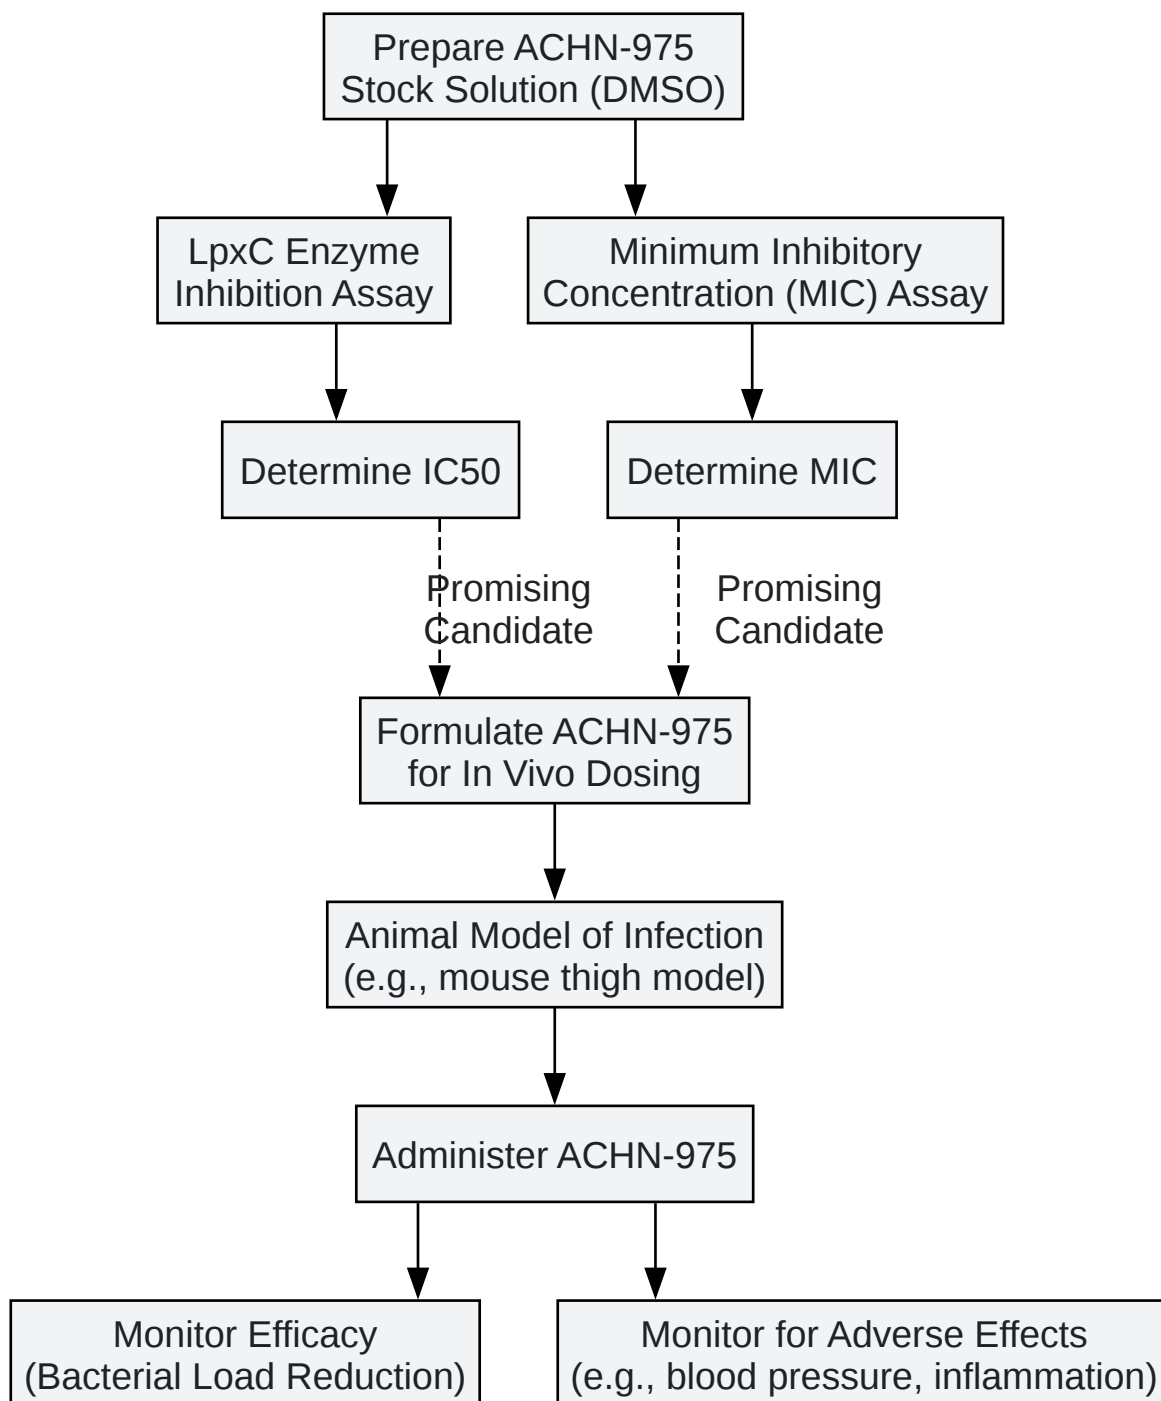 Prepare ACHN-975
Stock Solution (DMSO)
LpxC Enzyme
Inhibition Assay
Minimum Inhibitory
Concentration (MIC) Assay
Determine IC50
Determine MIC
Promising
Candidate
Promising
Candidate
Formulate ACHN-975
for In Vivo Dosing
Animal Model of Infection
(e.g., mouse thigh model)
Administer ACHN-975
Monitor Efficacy
(Bacterial Load Reduction)
Monitor for Adverse Effects
(e.g., blood pressure, inflammation)